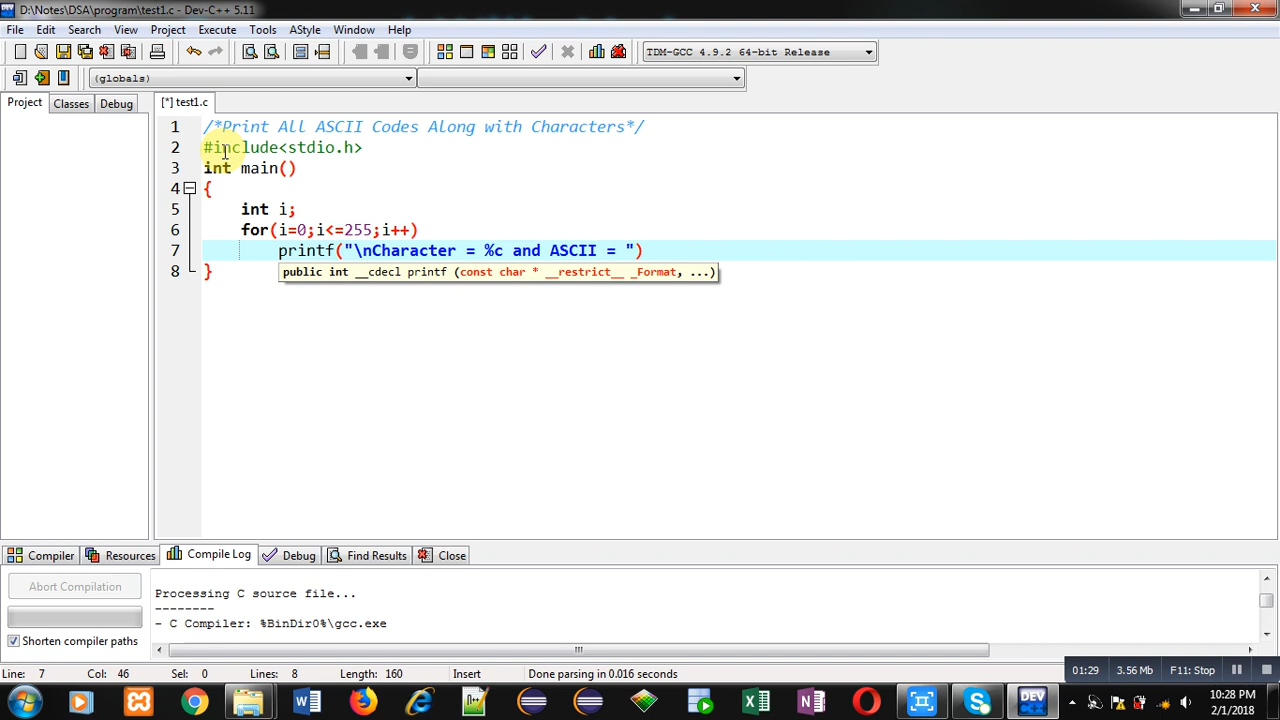 D:\Notes\DSA\program\test1.c - Dev-C++ 5.11
File Edit Search View Project Execute Tools AStyle Window Help
TDM-GCC 4.9.2 64-bit Release
(globals)
Project Classes Debug [*] test1.c
1 /*Print All ASCII Codes Along with Characters*/
2 #include<stdio.h>
3 int main()
4 {
5 int i;
6 for(i=0;i<=255;i++)
7 printf("\nCharacter = %c and ASCII = ")
8 }
public int __cdecl printf (const char * __restrict__ _Format, ...)
Compiler Resources Compile Log Debug Find Results Close
Abort Compilation
Shorten compiler paths
Processing C source file...
--------
- C Compiler: %BinDir0%\gcc.exe
Line: 7 Col: 46 Sel: 0 Lines: 8 Length: 160 Insert Done parsing in 0.016 seconds
01:29 3.56 Mb F11: Stop
DEV
10:28 PM
2/1/2018